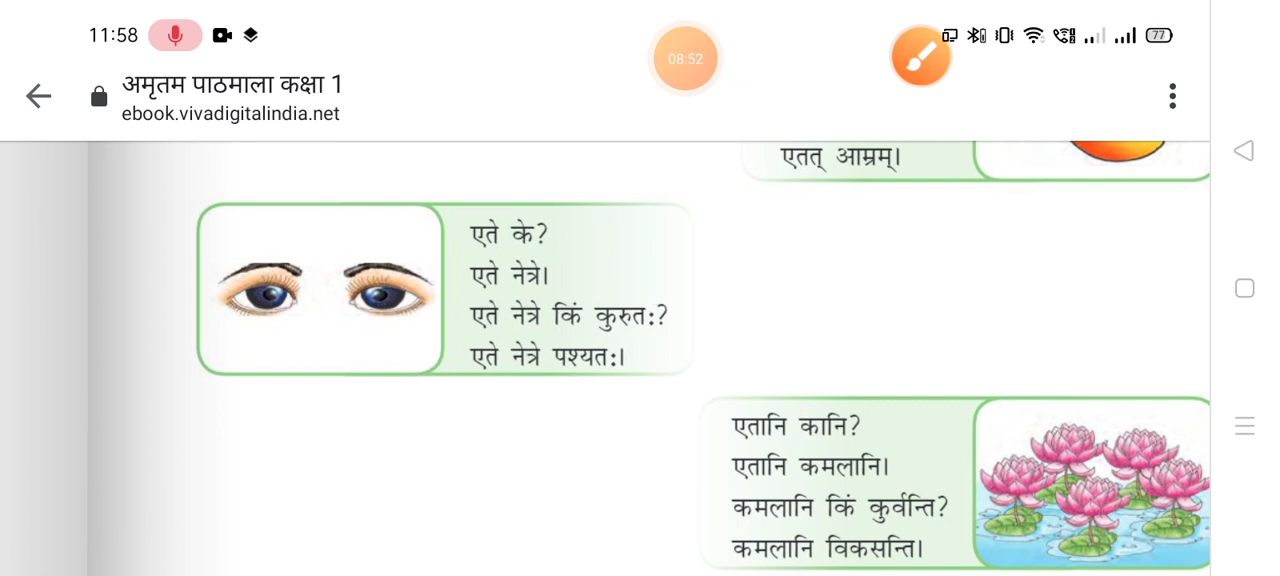 11:58
08:52
77
अमृतम पाठमाला कक्षा 1
ebook.vivadigitalindia.net
एतत् आम्रम्।
एते के?
एते नेत्रे।
एते नेत्रे किं कुरुत:?
एते नेत्रे पश्यत:।
एतानि कानि?
एतानि कमलानि।
कमलानि किं कुर्वन्ति?
कमलानि विकसन्ति।